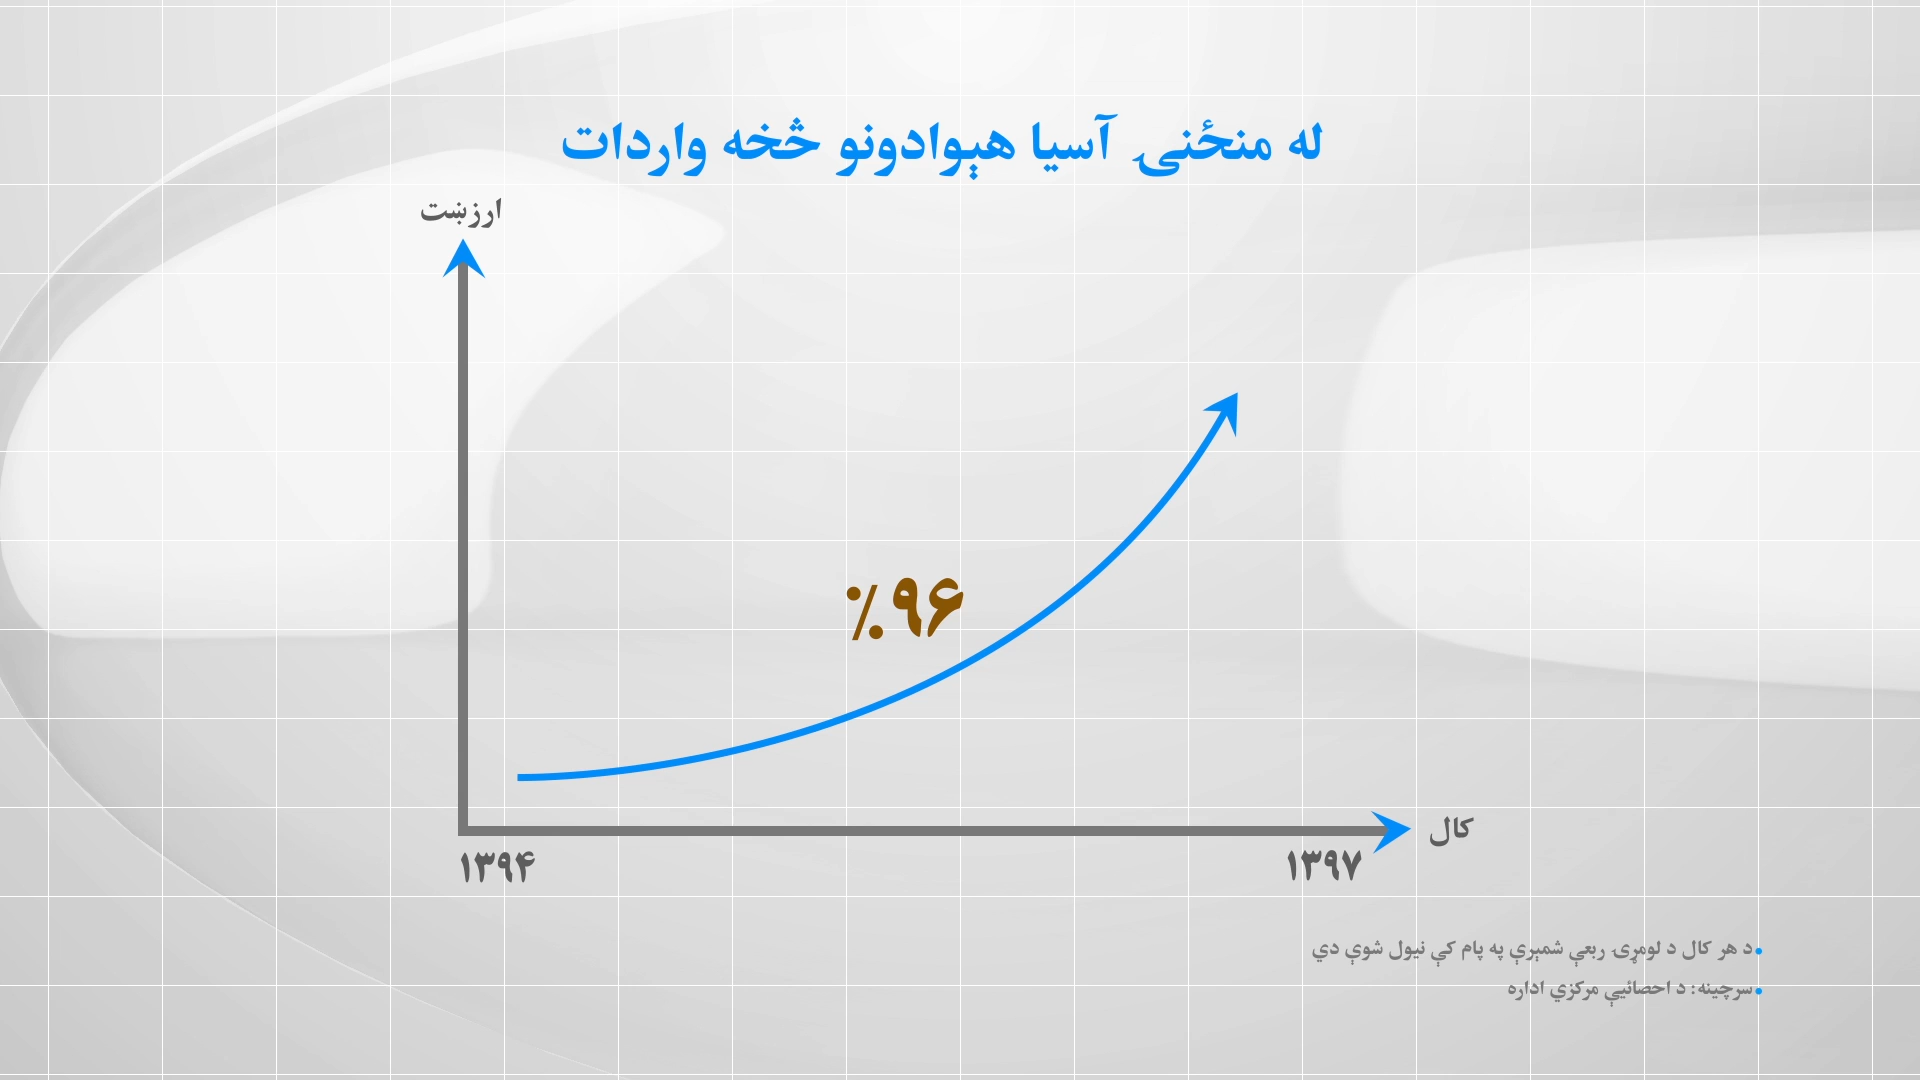 له منځنۍ آسیا هېوادونو څخه واردات
ارزښت
٪۹۶
کال
۱۳۹۴
۱۳۹۷
د هر کال د لومړۍ ربعې شمېرې په پام کې نیول شوې دي
سرچینه: د احصائیې مرکزي اداره